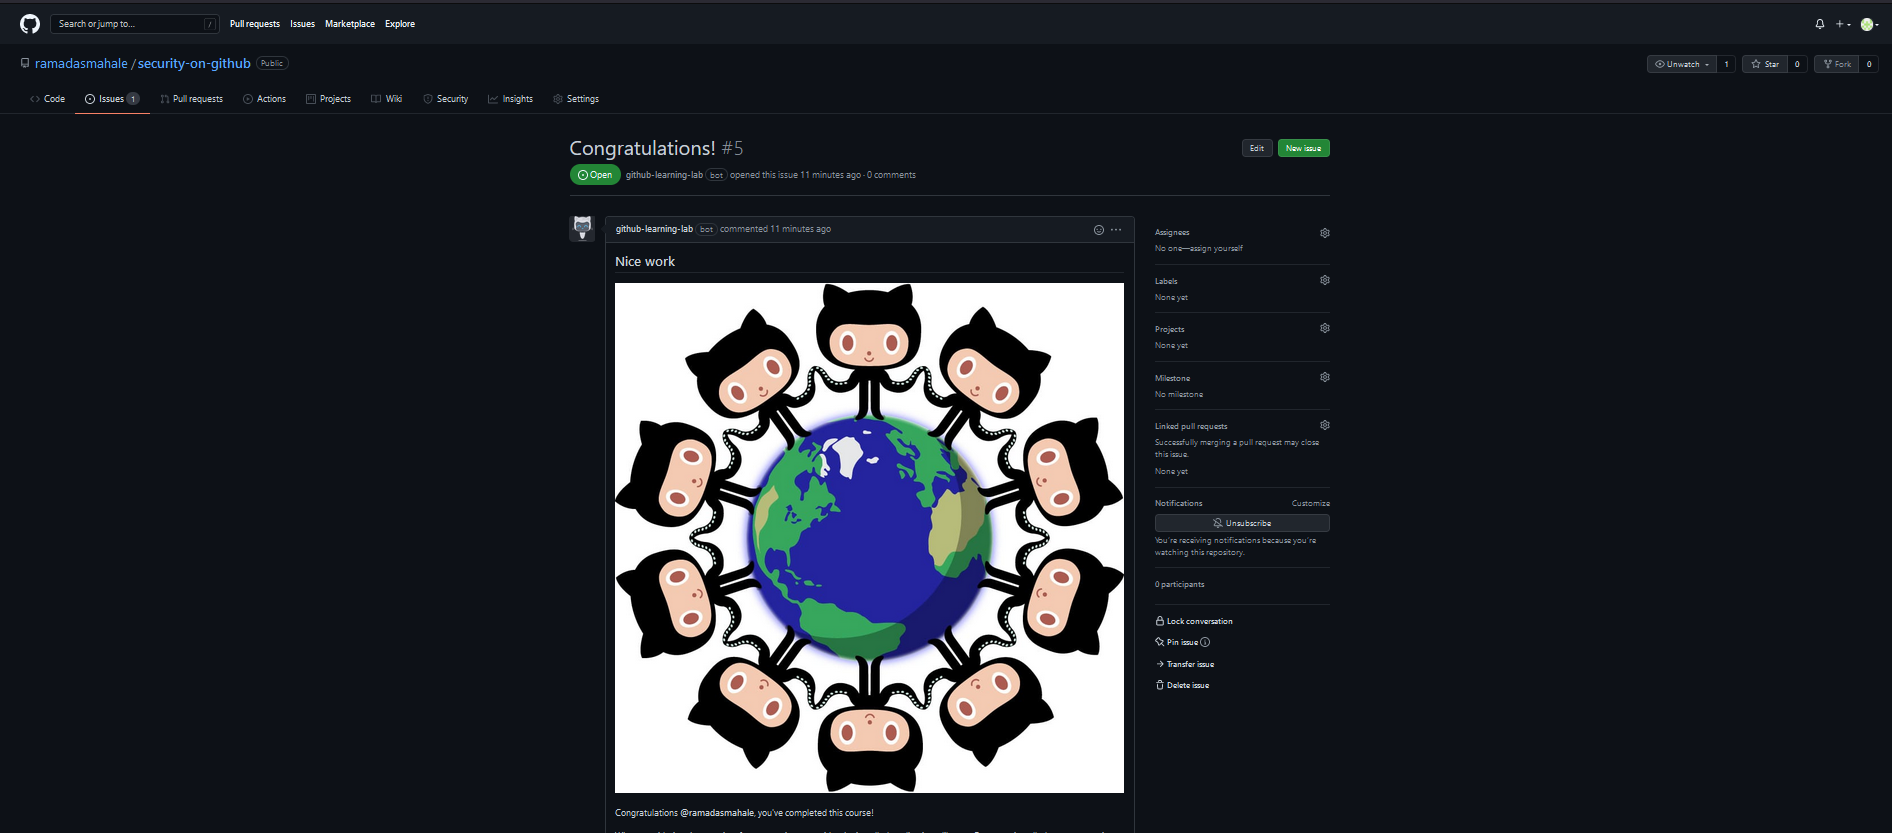 Search or jump to... /
Pull requests Issues Marketplace Explore
ramadasmahale / security-on-github Public
Unwatch 1 Star 0 Fork 0
Code Issues 1 Pull requests Actions Projects Wiki Security Insights Settings
Congratulations! #5
Edit New issue
Open github-learning-lab bot opened this issue 11 minutes ago · 0 comments
github-learning-lab bot commented 11 minutes ago
Nice work
Congratulations @ramadasmahale, you've completed this course!
Assignees
No one—assign yourself
Labels
None yet
Projects
None yet
Milestone
No milestone
Linked pull requests
Successfully merging a pull request may close
this issue.
None yet
Notifications Customize
Unsubscribe
You're receiving notifications because you're
watching this repository.
0 participants
Lock conversation
Pin issue
Transfer issue
Delete issue